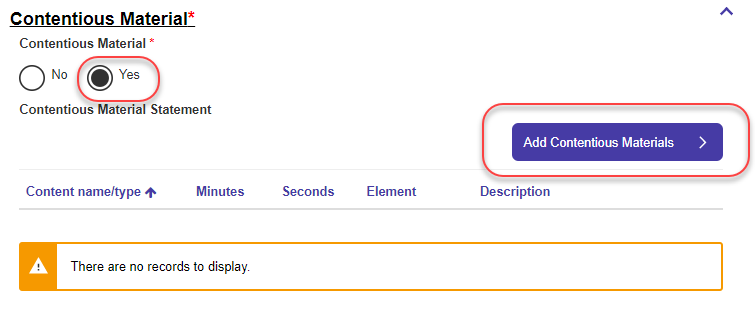 Contentious Material*
Contentious Material *
No Yes
Contentious Material Statement
Add Contentious Materials
Content name/type Minutes Seconds Element Description
There are no records to display.